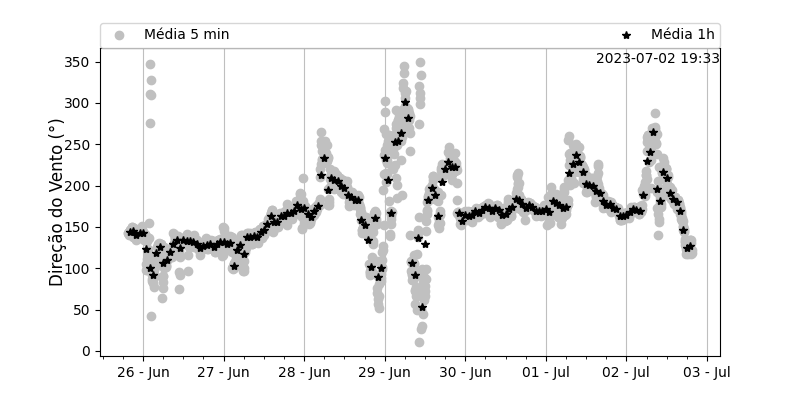 Média 5 min
Média 1h
2023-07-02 19:33
Direção do Vento (°)
350
300
250
200
150
100
50
0
26 - Jun
27 - Jun
28 - Jun
29 - Jun
30 - Jun
01 - Jul
02 - Jul
03 - Jul